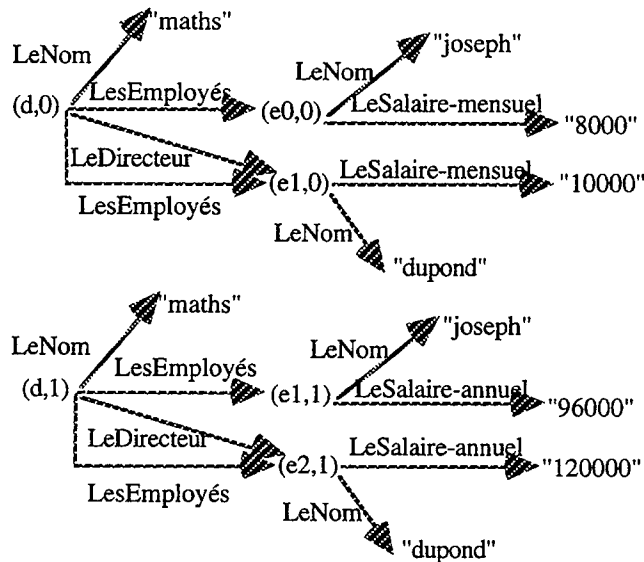 "maths"
LeNom
"joseph"
LeNom
LesEmployés
LeSalaire-mensuel
(d,0)
(e0,0)
"8000"
LeDirecteur
LeSalaire-mensuel
(e1,0)
"10000"
LesEmployés
LeNom
"dupond"
"maths"
LeNom
"joseph"
LeNom
LesEmployés
LeSalaire-annuel
(d,1)
(e1,1)
"96000"
LeDirecteur
LeSalaire-annuel
(e2,1)
"120000"
LesEmployés
LeNom
"dupond"